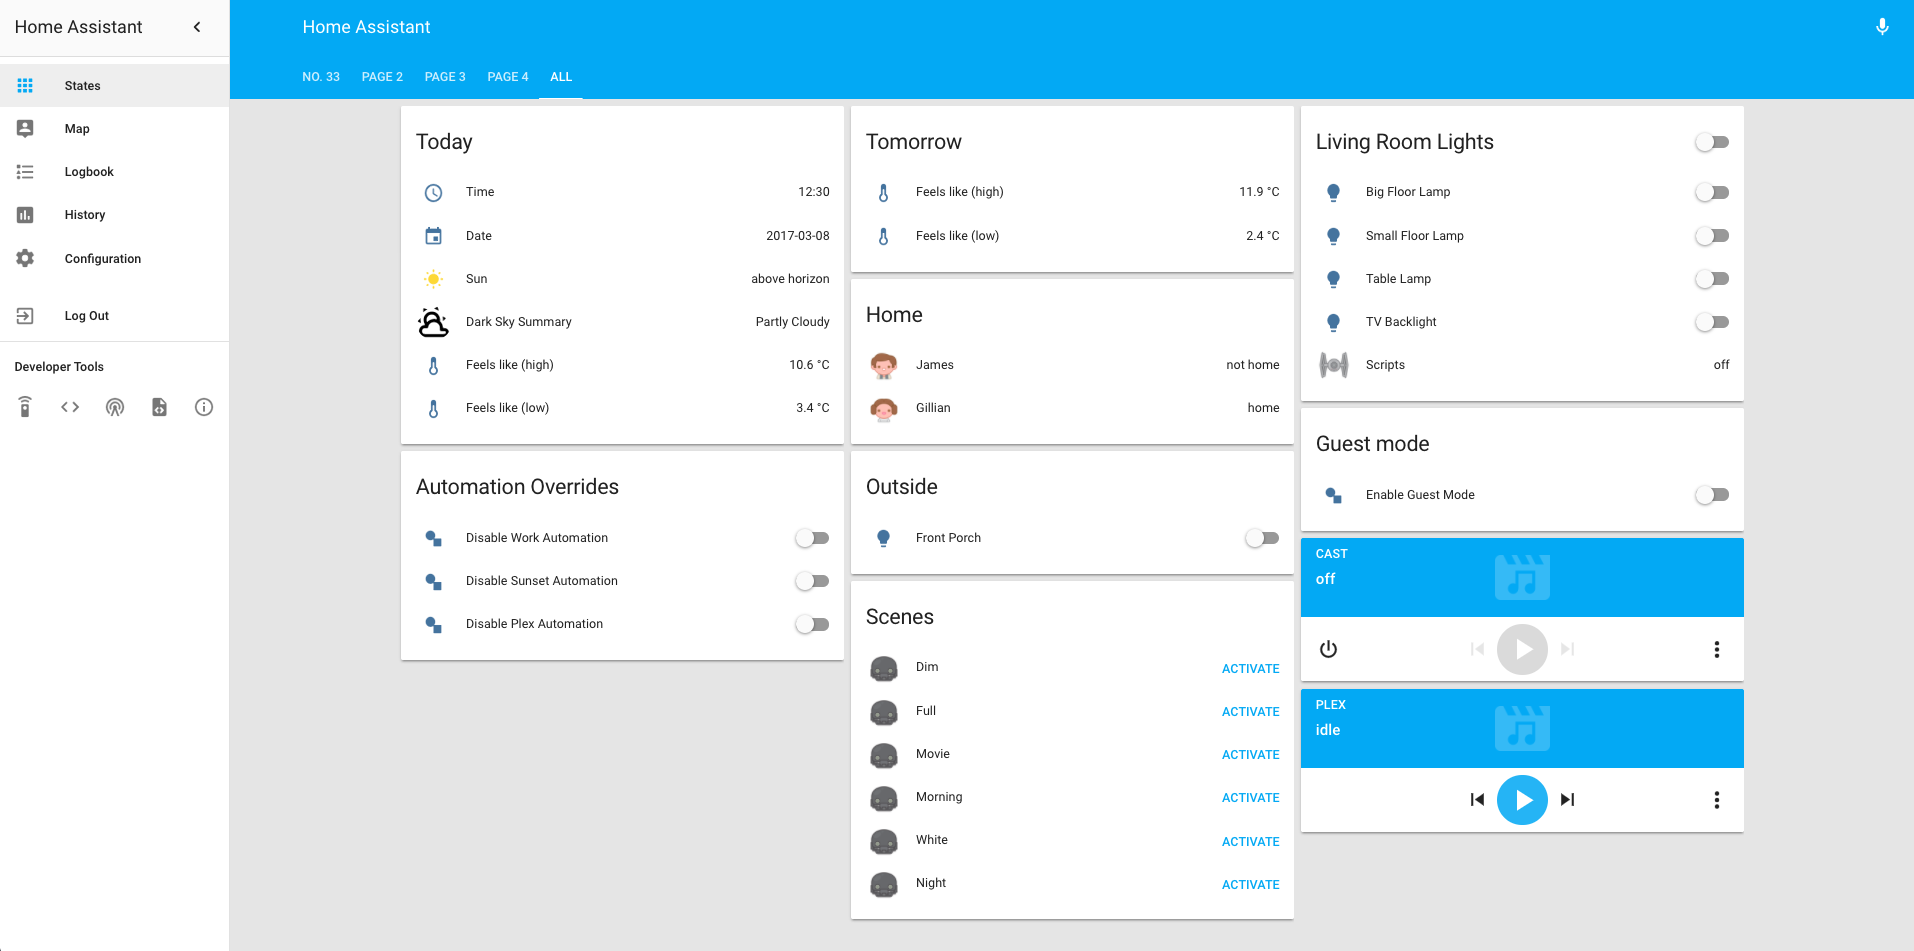 Home Assistant
States
Map
Logbook
History
Configuration
Log Out
Developer Tools
Home Assistant
NO. 33 PAGE 2 PAGE 3 PAGE 4 ALL
Today
Time 12:30
Date 2017-03-08
Sun above horizon
Dark Sky Summary Partly Cloudy
Feels like (high) 10.6 °C
Feels like (low) 3.4 °C
Automation Overrides
Disable Work Automation
Disable Sunset Automation
Disable Plex Automation
Tomorrow
Feels like (high) 11.9 °C
Feels like (low) 2.4 °C
Home
James not home
Gillian home
Outside
Front Porch
Scenes
Dim ACTIVATE
Full ACTIVATE
Movie ACTIVATE
Morning ACTIVATE
White ACTIVATE
Night ACTIVATE
Living Room Lights
Big Floor Lamp
Small Floor Lamp
Table Lamp
TV Backlight
Scripts off
Guest mode
Enable Guest Mode
CAST
off
PLEX
idle